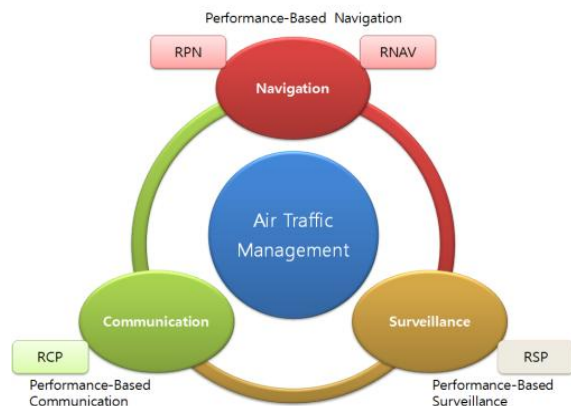 Performance-Based Navigation
RPN
RNAV
Navigation
Air Traffic
Management
Communication
Surveillance
RCP
RSP
Performance-Based
Communication
Performance-Based
Surveillance